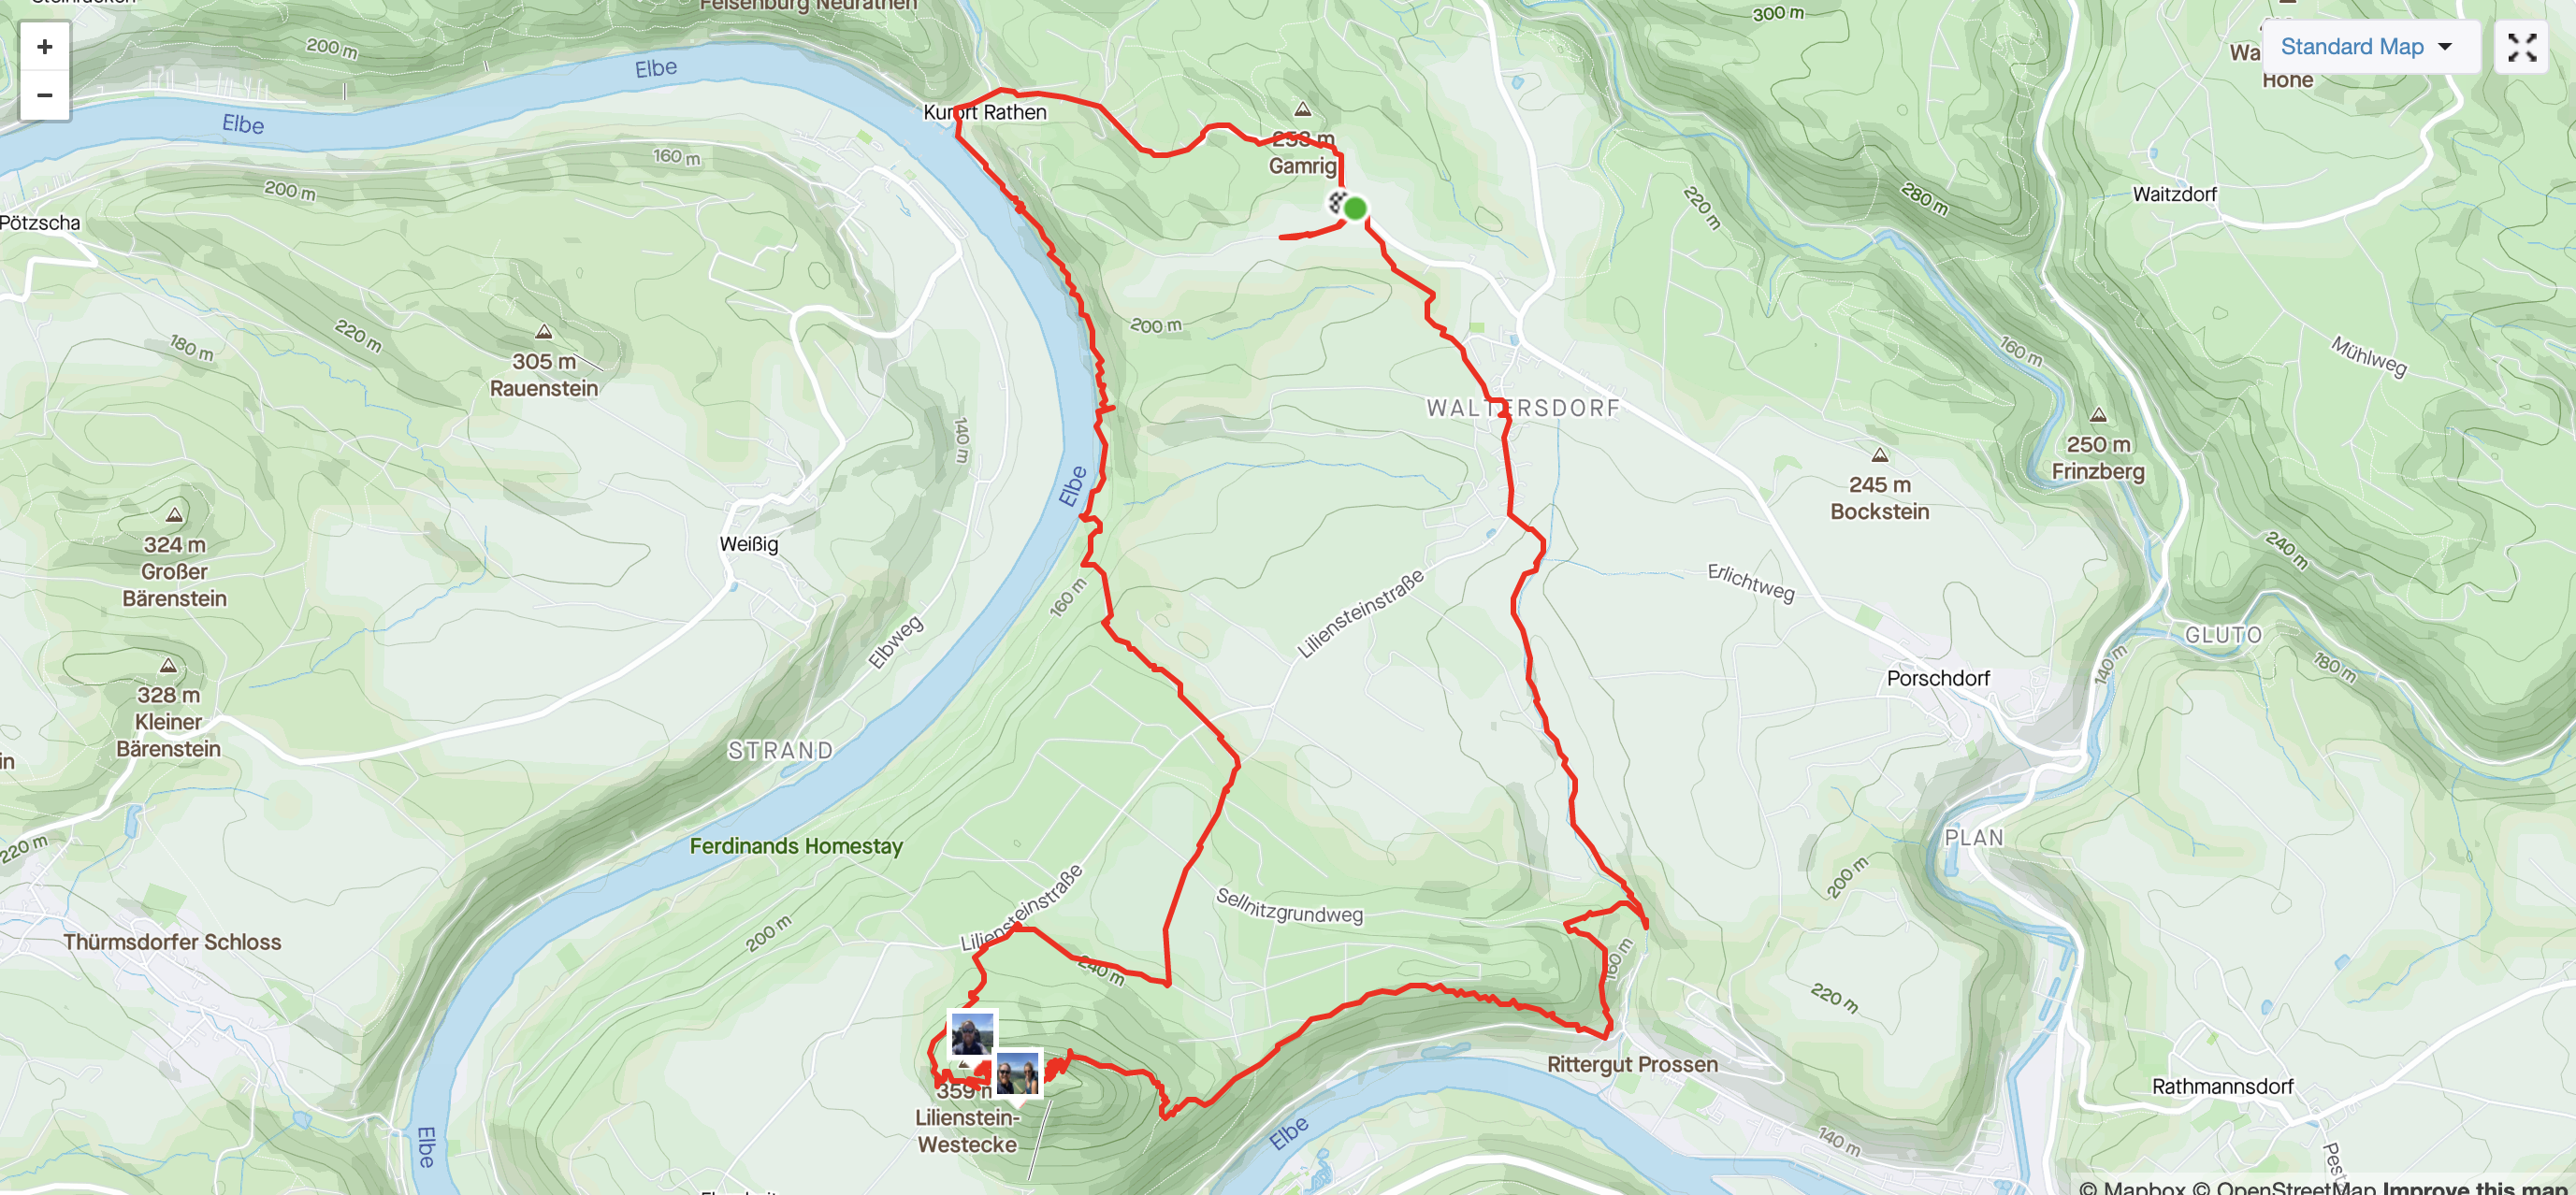 Felsenburg Neurathen
300 m
Standard Map
+
−
200 m
Elbe
Höhe
Elbe
Kurort Rathen
253 m
Gamrig
160 m
200 m
220 m
280 m
Waitzdorf
Pötzscha
200 m
305 m
Rauenstein
220 m
180 m
160 m
Mühlweg
WALTERSDORF
140 m
250 m
Frinzberg
245 m
Bockstein
Elbe
324 m
Großer
Bärenstein
Weißig
240 m
Erlichtweg
160 m
Liliensteinstraße
Elbweg
GLUTO
140 m
180 m
328 m
Kleiner
Bärenstein
Porschdorf
STRAND
in
220 m
Ferdinands Homestay
PLAN
200 m
Liliensteinstraße
Sellnitzgrundweg
200 m
Thürmsdorfer Schloss
160 m
240 m
220 m
359 m
Lilienstein-
Westecke
Rittergut Prossen
Rathmannsdorf
Elbe
Elbe
140 m
© Mapbox © OpenStreetMap Improve this map